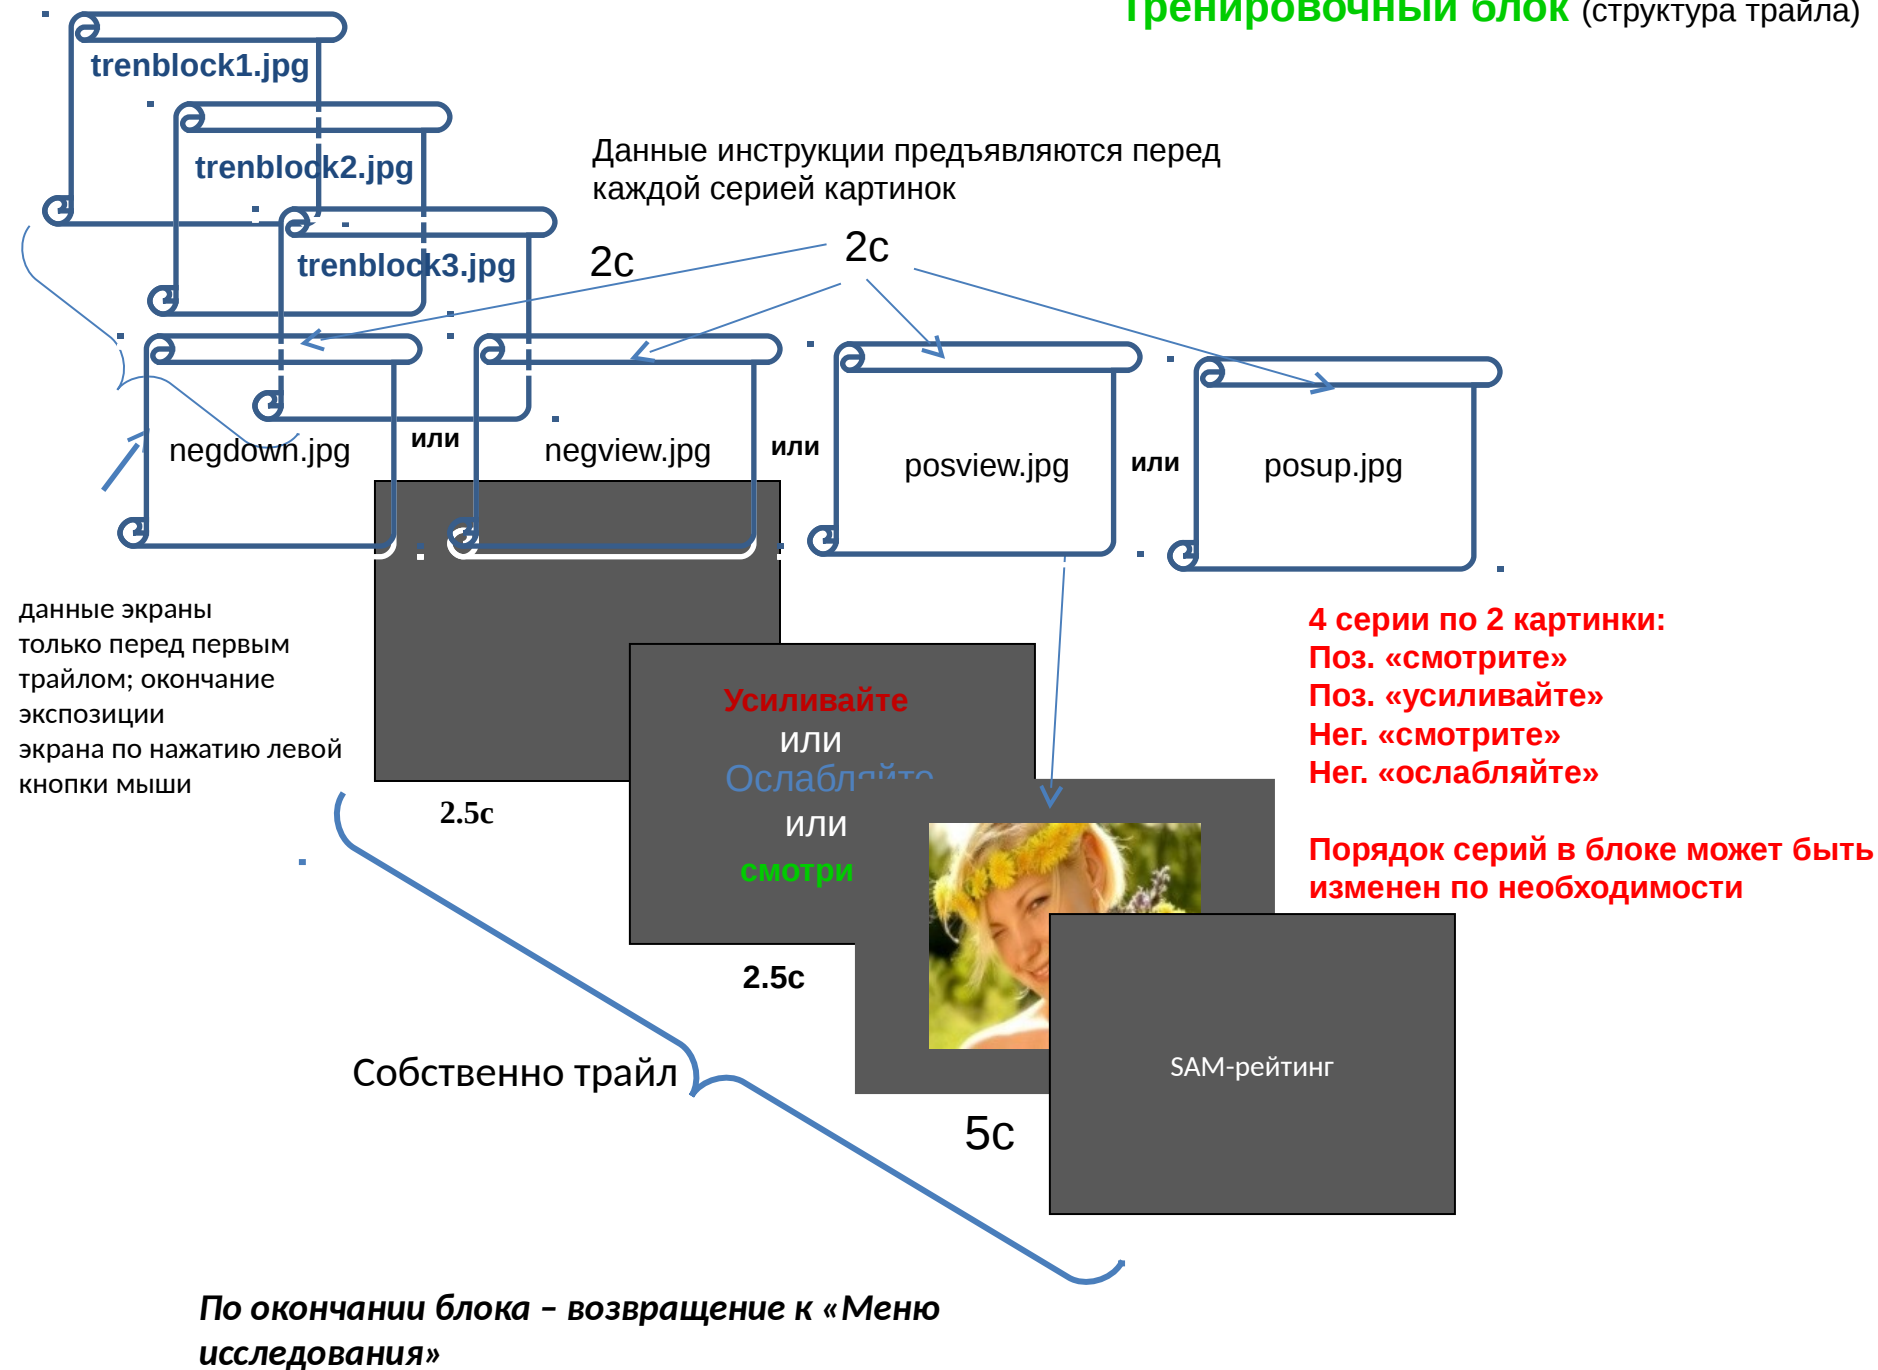 Тренировочный блок (структура трайла)
trenblock1.jpg
trenblock2.jpg
trenblock3.jpg
Данные инструкции предъявляются перед
каждой серией картинок
2с
2с
negdown.jpg
или
negview.jpg
или
posview.jpg
или
posup.jpg
данные экраны
только перед первым
трайлом; окончание
экспозиции
экрана по нажатию левой
кнопки мыши
4 серии по 2 картинки:
Поз. «смотрите»
Поз. «усиливайте»
Нег. «смотрите»
Нег. «ослабляйте»
Порядок серий в блоке может быть
изменен по необходимости
Усиливайте
или
Ослабляйте
или
смотри
2.5с
2.5с
5с
SAM-рейтинг
Собственно трайл
По окончании блока – возвращение к «Меню
исследования»